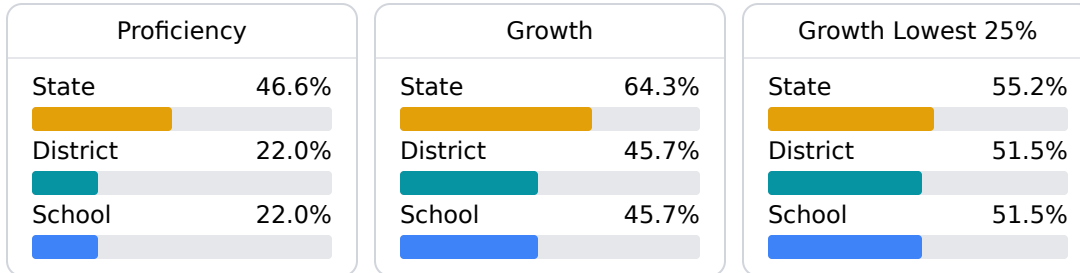 Proficiency
State 46.6%
District 22.0%
School 22.0%
Growth
State 64.3%
District 45.7%
School 45.7%
Growth Lowest 25%
State 55.2%
District 51.5%
School 51.5%